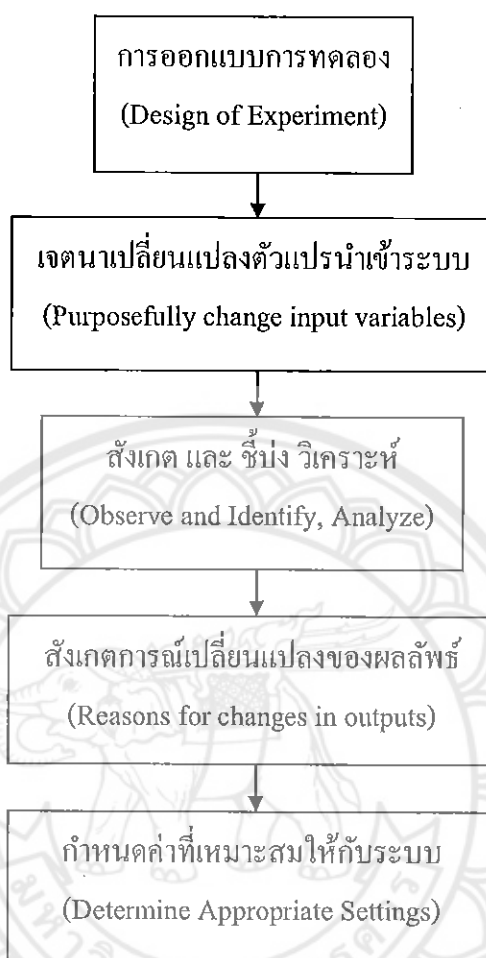 การออกแบบการทดลอง
(Design of Experiment)
เจตนาเปลี่ยนแปลงตัวแปรนำเข้าระบบ
(Purposefully change input variables)
สังเกต และ ชี้บ่ง วิเคราะห์
(Observe and Identify, Analyze)
สังเกตการณ์เปลี่ยนแปลงของผลลัพธ์
(Reasons for changes in outputs)
กำหนดค่าที่เหมาะสมให้กับระบบ
(Determine Appropriate Settings)